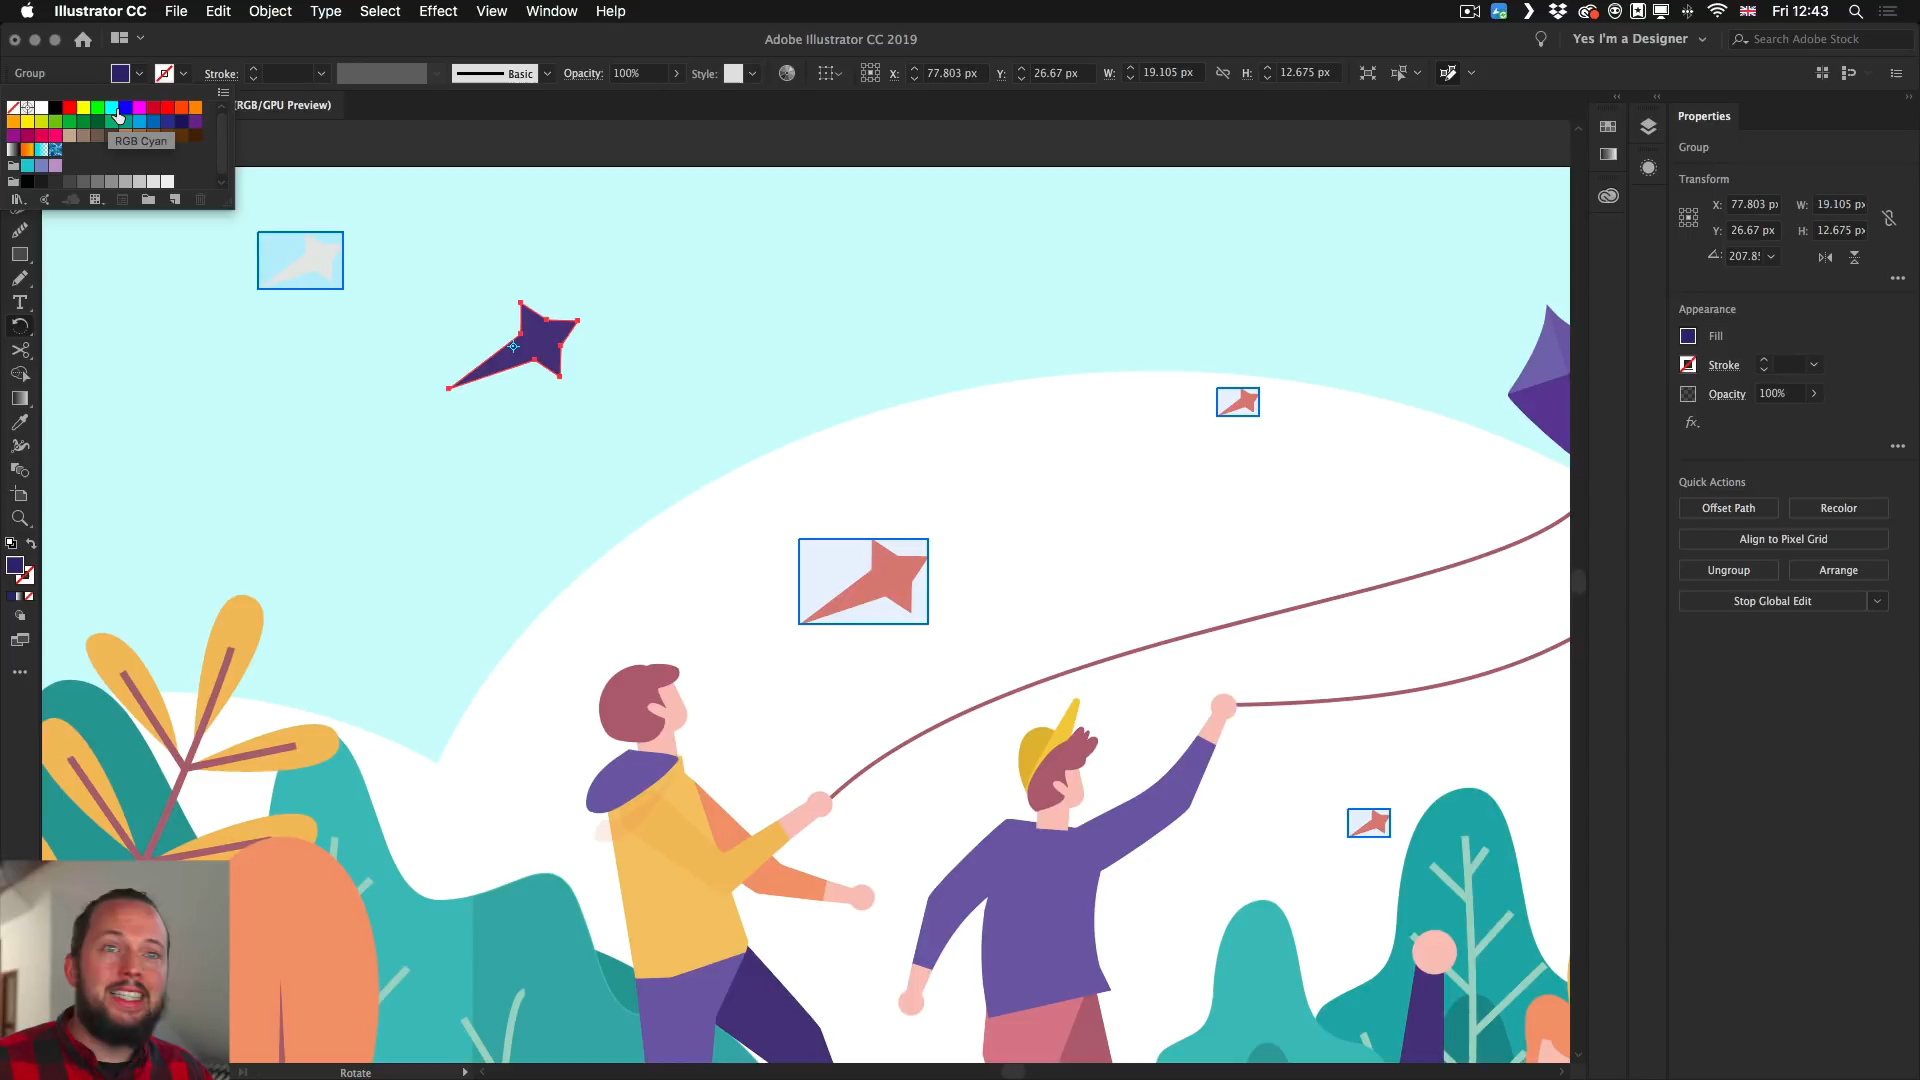 Illustrator CC File Edit Object Type Select Effect View Window Help Fri 12:43
Adobe Illustrator CC 2019 Yes I'm a Designer Search Adobe Stock
Group Stroke: Basic Opacity: 100% Style: X: 77.803 px Y: 26.67 px W: 19.105 px H: 12.675 px
(RGB/GPU Preview)
RGB Cyan
Properties
Group
Transform
X: 77.803 px W: 19.105 px
Y: 26.67 px H: 12.675 px
207.8
Appearance
Fill
Stroke
Opacity 100%
fx.
Quick Actions
Offset Path Recolor
Align to Pixel Grid
Ungroup Arrange
Stop Global Edit
Rotate